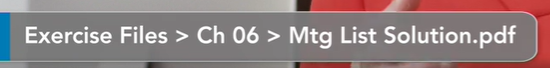 Exercise Files > Ch 06 > Mtg List Solution.pdf